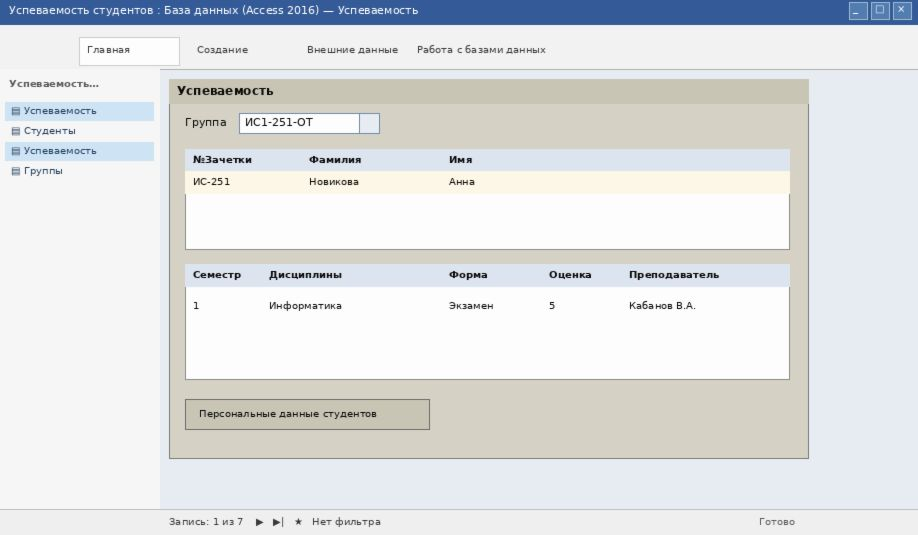 Успеваемость студентов : База данных (Access 2016) — Успеваемость
Главная Создание Внешние данные Работа с базами данных
Успеваемость...
Успеваемость
Студенты
Успеваемость
Группы
Успеваемость
Группа ИС1-251-ОТ
№Зачетки Фамилия Имя
ИС-251 Новикова Анна
Семестр Дисциплины Форма Оценка Преподаватель
1 Информатика Экзамен 5 Кабанов В.А.
Персональные данные студентов
Запись: 1 из 7 ▶ ▶| ★ Нет фильтра Готово